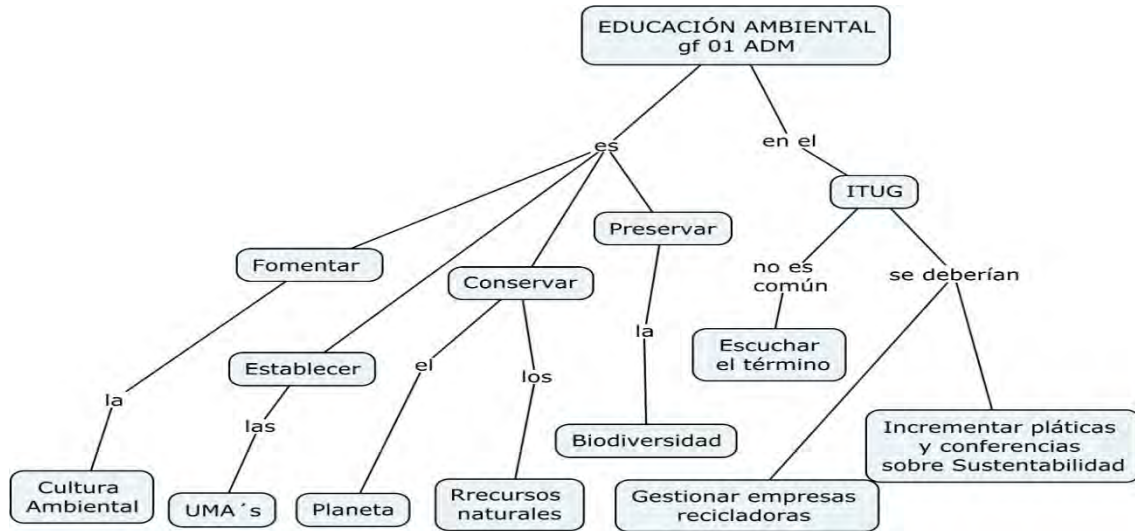 EDUCACIÓN AMBIENTAL
gf 01 ADM
es
en el
ITUG
Preservar
Fomentar
Conservar
no es
común
se deberían
la
Escuchar
el término
Establecer
el
los
la
las
Biodiversidad
Incrementar pláticas
y conferencias
sobre Sustentabilidad
Cultura
Ambiental
UMA´s
Planeta
Rrecursos
naturales
Gestionar empresas
recicladoras